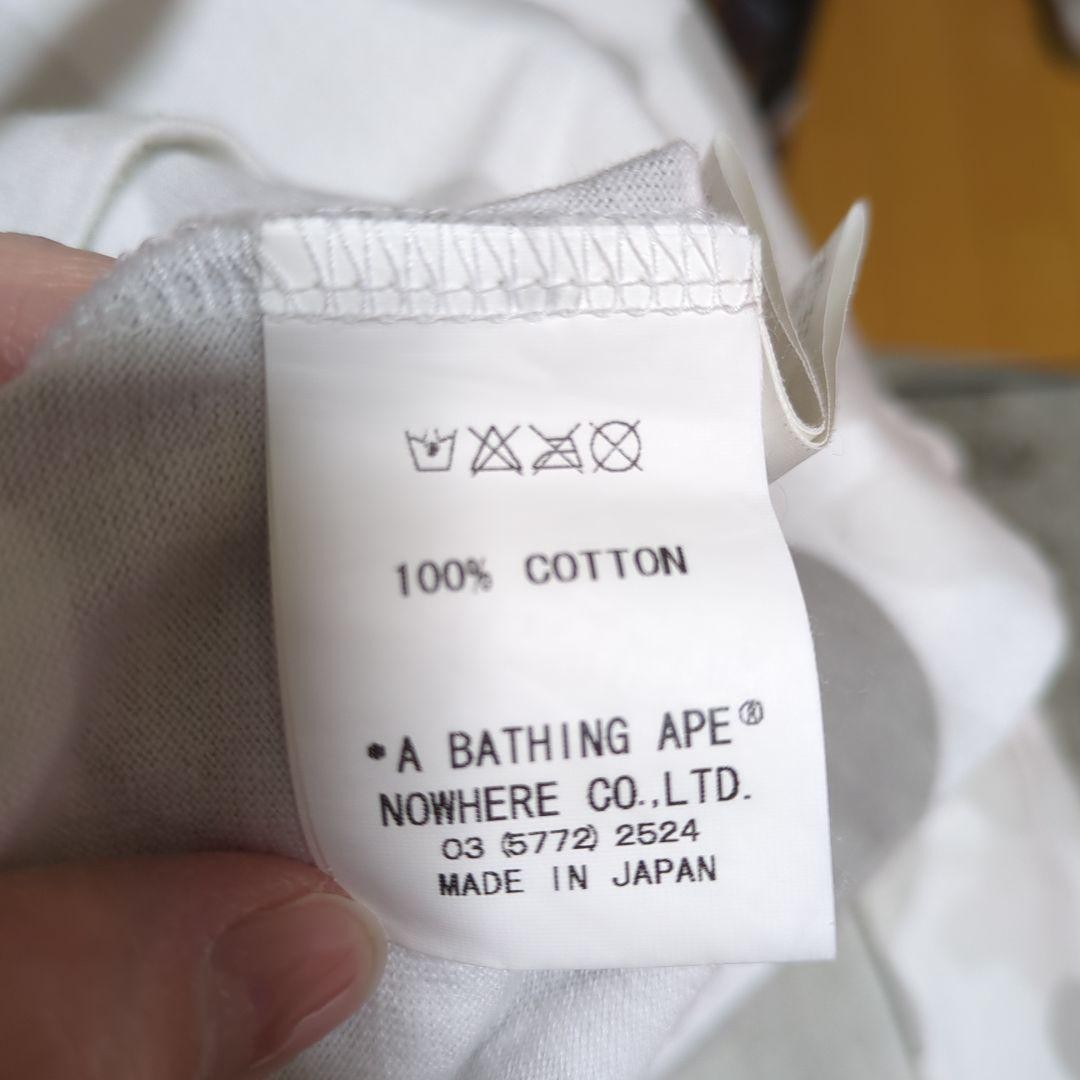 100% COTTON
*A BATHING APE®
NOWHERE CO.,LTD.
03 (5772) 2524
MADE IN JAPAN